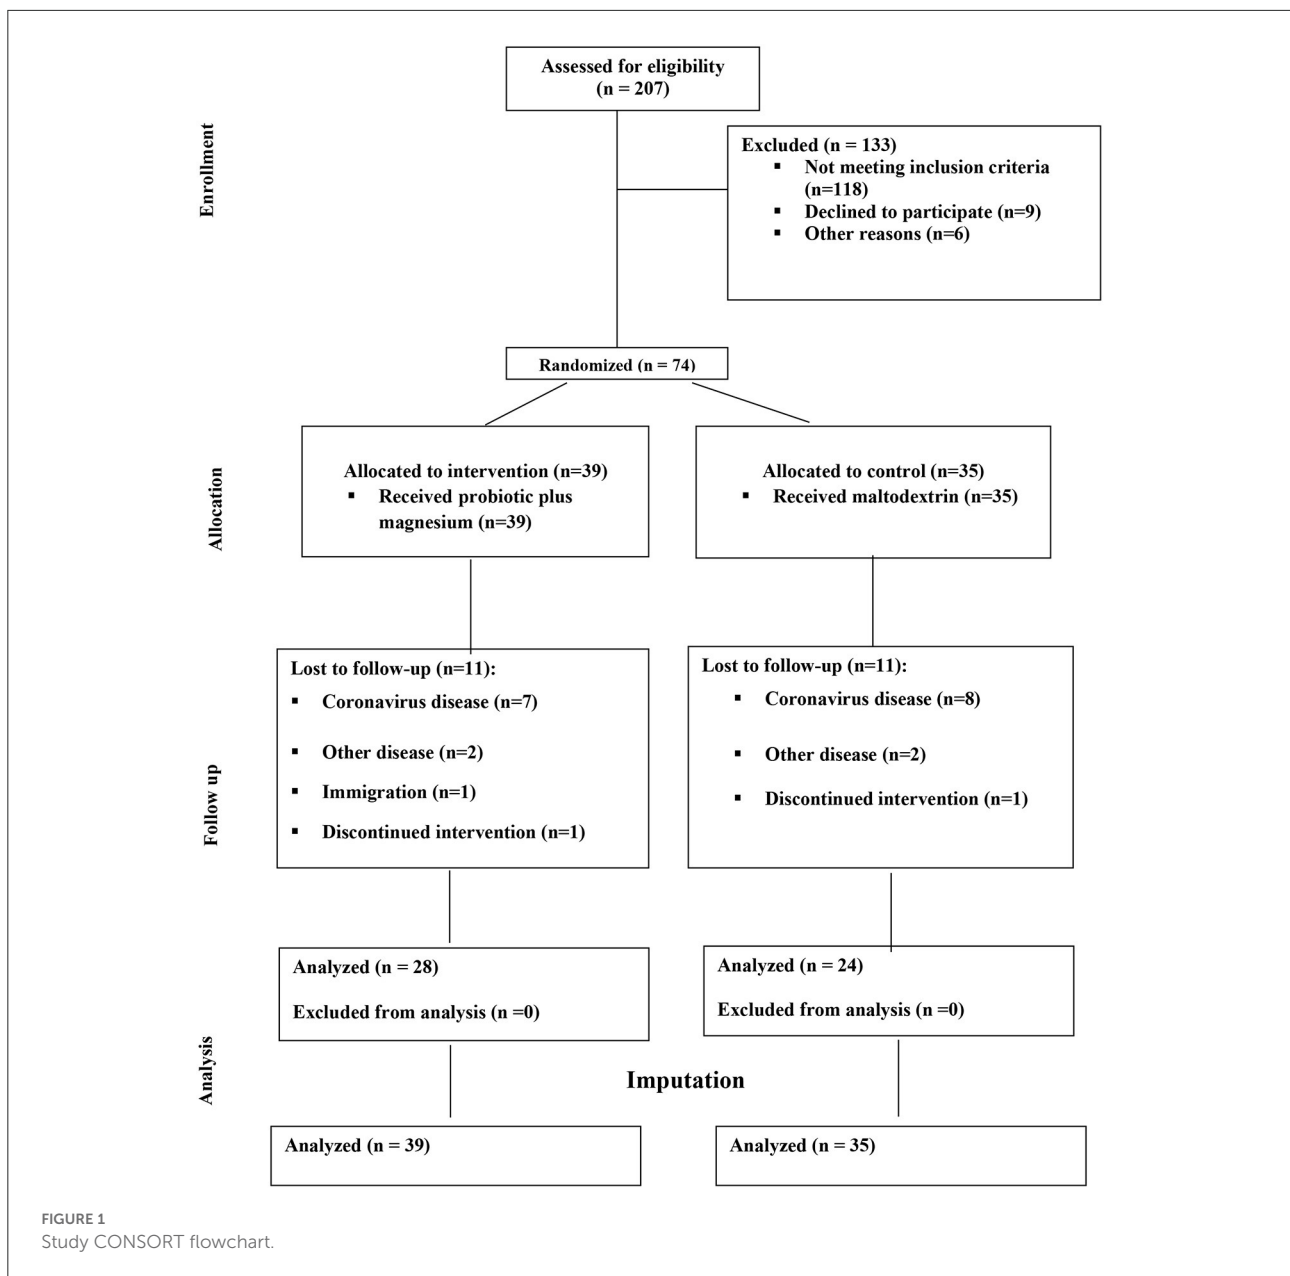 Assessed for eligibility
(n = 207)
Enrollment
Excluded (n = 133)
▪ Not meeting inclusion criteria
(n=118)
▪ Declined to participate (n=9)
▪ Other reasons (n=6)
Randomized (n = 74)
Allocation
Allocated to intervention (n=39)
▪ Received probiotic plus
magnesium (n=39)
Allocated to control (n=35)
▪ Received maltodextrin (n=35)
Follow up
Lost to follow-up (n=11):
▪ Coronavirus disease (n=7)
▪ Other disease (n=2)
▪ Immigration (n=1)
▪ Discontinued intervention (n=1)
Lost to follow-up (n=11):
▪ Coronavirus disease (n=8)
▪ Other disease (n=2)
▪ Discontinued intervention (n=1)
Analysis
Analyzed (n = 28)
Excluded from analysis (n =0)
Analyzed (n = 24)
Excluded from analysis (n =0)
Imputation
Analyzed (n = 39)
Analyzed (n = 35)
FIGURE 1
Study CONSORT flowchart.